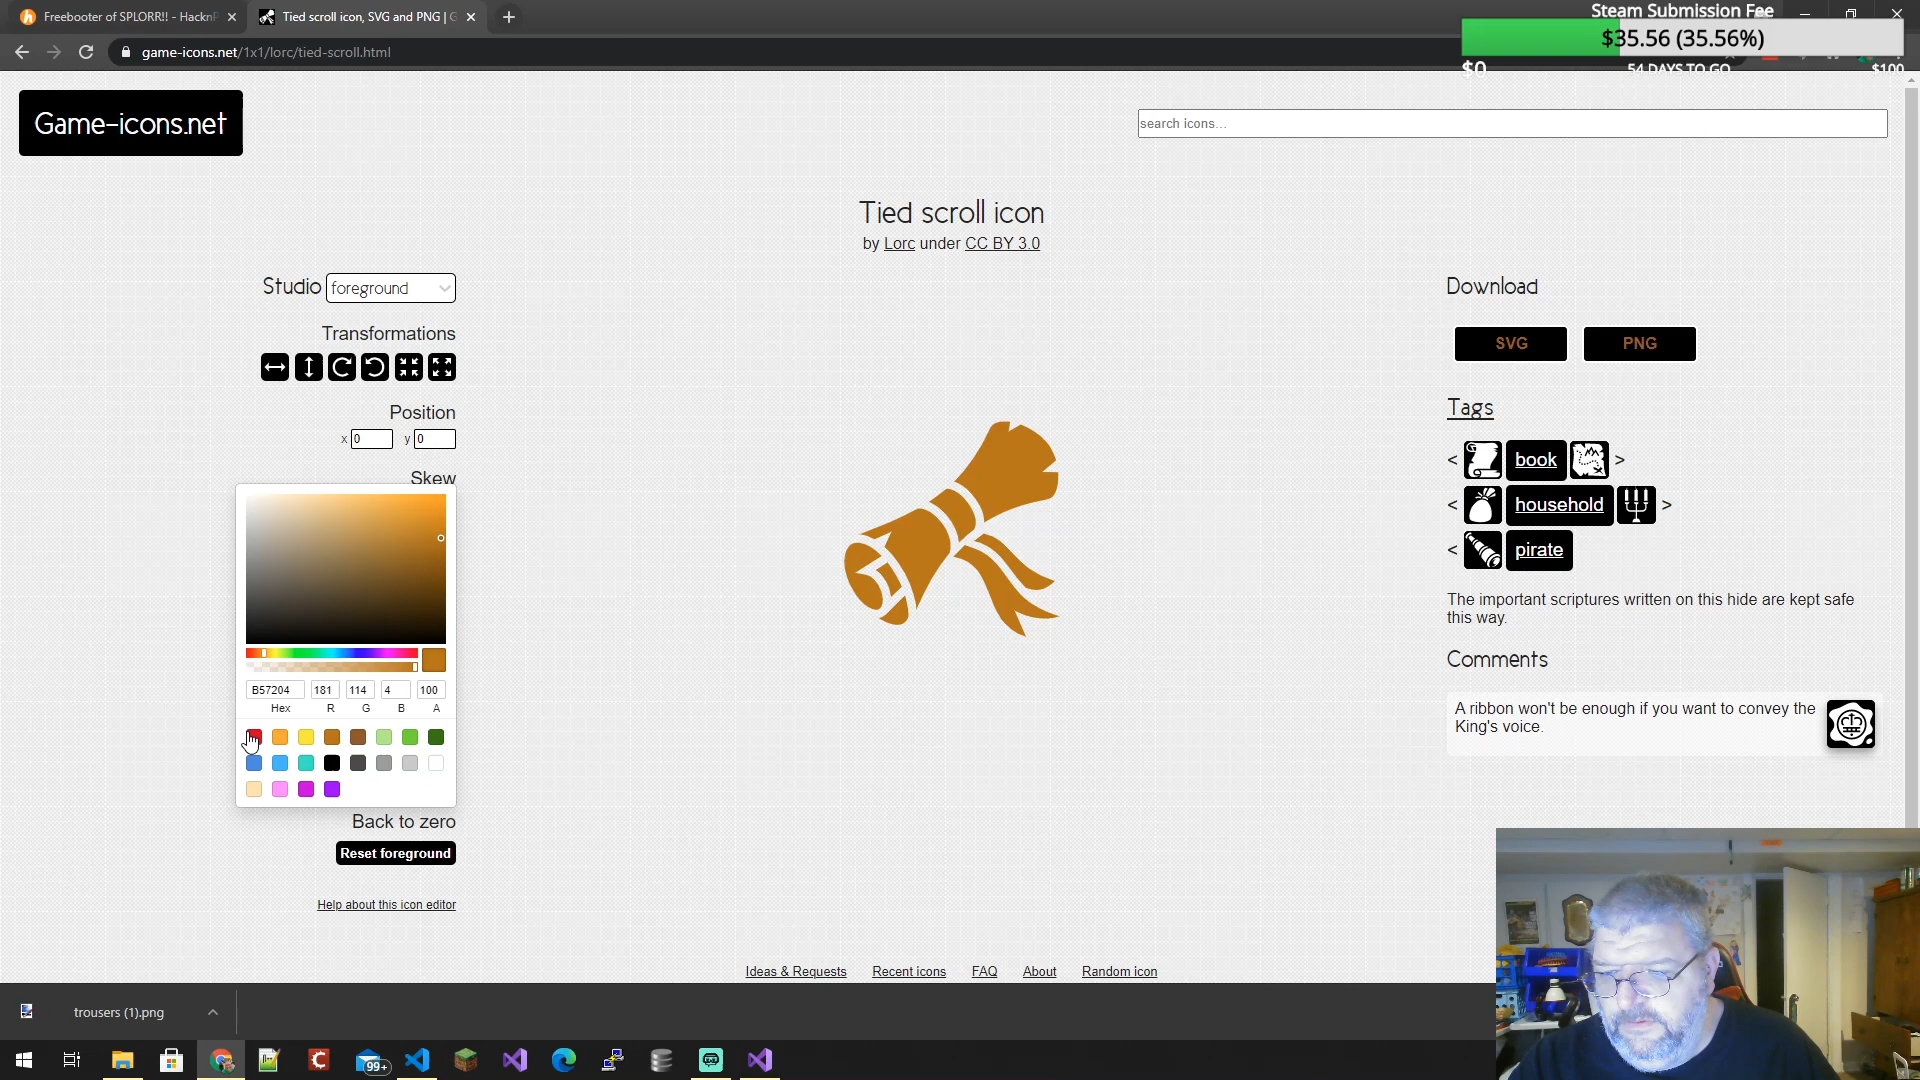 Freebooter of SPLORR!! - HacknP
Tied scroll icon, SVG and PNG | G
Steam Submission Fee
$35.56 (35.56%)
$0
54 DAYS TO GO
$100
game-icons.net/1x1/lorc/tied-scroll.html
Game-icons.net
search icons...
Tied scroll icon
by Lorc under CC BY 3.0
Studio
foreground
Transformations
Position
x 0 y 0
Skew
B57204 181 114 4 100
Hex R G B A
Back to zero
Reset foreground
Help about this icon editor
Download
SVG PNG
Tags
< book >
< household >
< pirate
The important scriptures written on this hide are kept safe
this way.
Comments
A ribbon won't be enough if you want to convey the
King's voice.
Ideas & Requests Recent icons FAQ About Random icon
trousers (1).png
99+